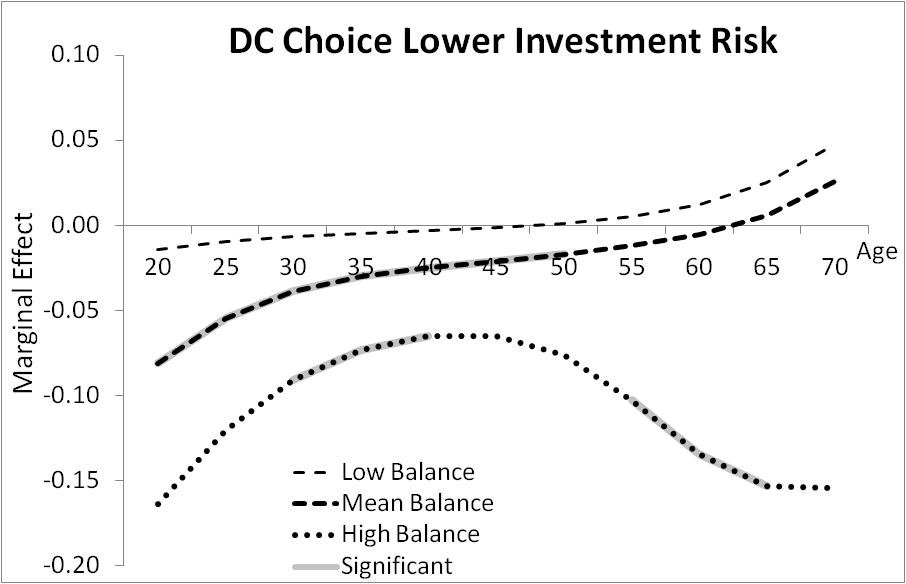 DC Choice Lower Investment Risk
0.10
0.05
0.00
-0.05
-0.10
-0.15
-0.20
Marginal Effect
20 25 30 35 40 45 50 55 60 65 70
Age
Low Balance
Mean Balance
High Balance
Significant